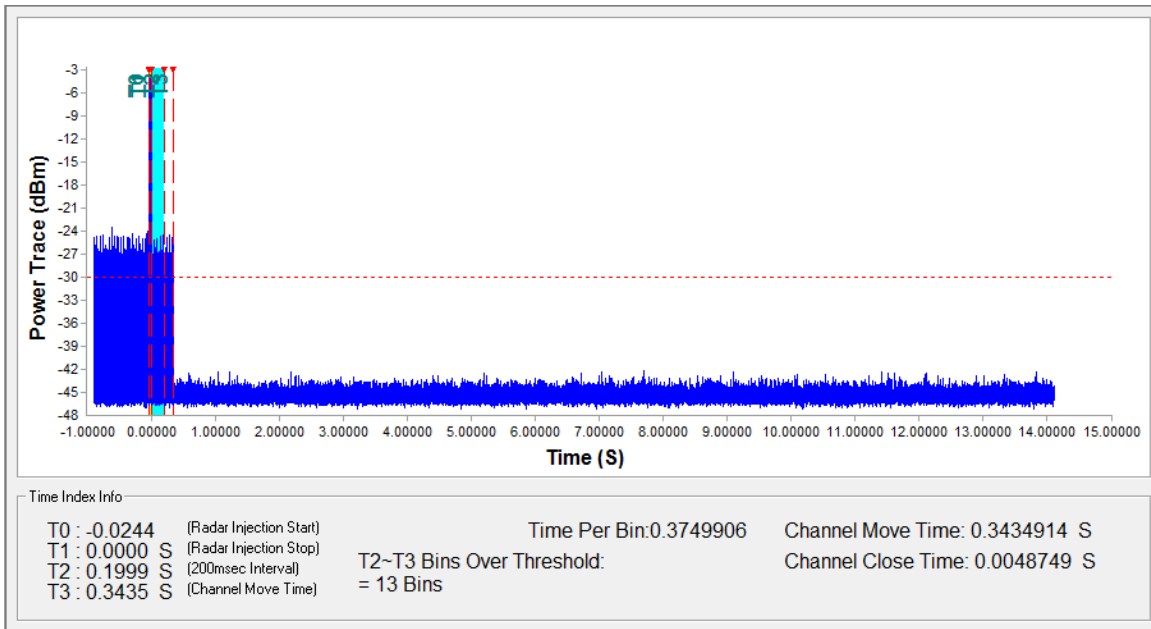 Power Trace (dBm)
-3
-6
-9
-12
-15
-18
-21
-24
-27
-30
-33
-36
-39
-42
-45
-48
-1.00000 0.00000 1.00000 2.00000 3.00000 4.00000 5.00000 6.00000 7.00000 8.00000 9.00000 10.00000 11.00000 12.00000 13.00000 14.00000 15.00000
Time (S)
Time Index Info
T0 : -0.0244 (Radar Injection Start)
T1 : 0.0000 S (Radar Injection Stop)
T2 : 0.1999 S (200msec Interval)
T3 : 0.3435 S (Channel Move Time)
Time Per Bin:0.3749906
T2~T3 Bins Over Threshold:
= 13 Bins
Channel Move Time: 0.3434914 S
Channel Close Time: 0.0048749 S